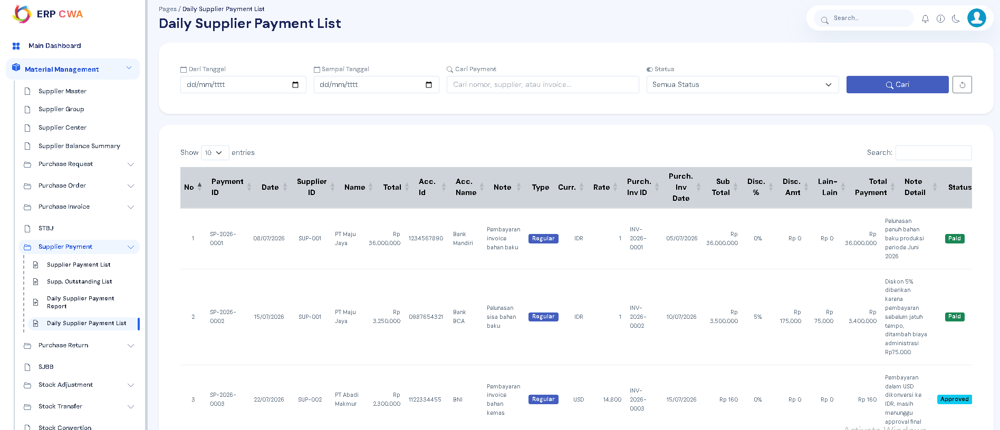 ERP CWA
Main Dashboard
Material Management
Supplier Master
Supplier Group
Supplier Center
Supplier Balance Summary
Purchase Request
Purchase Order
Purchase Invoice
STBJ
Supplier Payment
Supplier Payment List
Supp. Outstanding List
Daily Supplier Payment
Report
Daily Supplier Payment List
Purchase Return
SJBB
Stock Adjustment
Stock Transfer
Stock Convertion
Pages / Daily Supplier Payment List
Daily Supplier Payment List
Search...
Dari Tanggal
dd/mm/tttt
Sampai Tanggal
dd/mm/tttt
Cari Payment
Cari nomor, supplier, atau invoice...
Status
Semua Status
Cari
Show 10 entries
Search:
No
Payment
ID
Date
Supplier
ID
Name
Total
Acc.
Id
Acc.
Name
Note
Type
Curr.
Rate
Purch.
Inv ID
Purch.
Inv
Date
Sub
Total
Disc.
%
Disc.
Amt
Lain-
Lain
Total
Payment
Note
Detail
Status
1
SP-2026-
0001
08/07/2026
SUP-001
PT Maju
Jaya
Rp
36.000.000
1234567890
Bank
Mandiri
Pembayaran
invoice
bahan baku
Regular
IDR
1
INV-
2026-
0001
05/07/2026
Rp
36.000.000
0%
Rp 0
Rp 0
Rp
36.000.000
Pelunasan
penuh bahan
baku produksi
periode Juni
2026
Paid
2
SP-2026-
0002
15/07/2026
SUP-001
PT Maju
Jaya
Rp
3.250.000
0987654321
Bank
BCA
Pelunasan
sisa bahan
baku
Regular
IDR
1
INV-
2026-
0002
10/07/2026
Rp
3.500.000
5%
Rp
175.000
Rp
75.000
Rp
3.400.000
Diskon 5%
diberikan
karena
pembayaran
sebelum jatuh
tempo,
ditambah biaya
administrasi
Rp75.000
Paid
3
SP-2026-
0003
22/07/2026
SUP-002
PT Abadi
Makmur
Rp
2.300.000
1122334455
BNI
Pembayaran
invoice
bahan
kemas
Regular
USD
14.800
INV-
2026-
0003
15/07/2026
Rp 160
0%
Rp 0
Rp 0
Rp 160
Pembayaran
dalam USD
dikonversi ke
IDR, masih
menunggu
approval final
Approved
Activate Windows